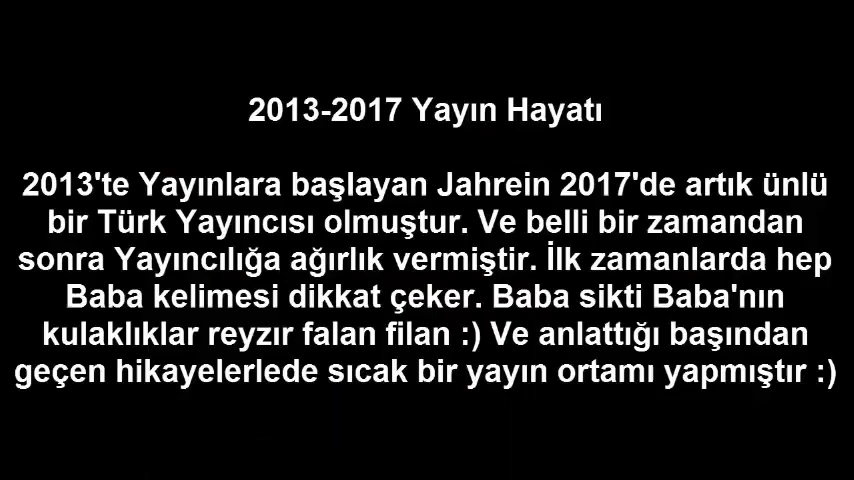 2013-2017 Yayın Hayatı
2013'te Yayınlara başlayan Jahrein 2017'de artık ünlü
bir Türk Yayıncısı olmuştur. Ve belli bir zamandan
sonra Yayıncılığa ağırlık vermiştir. İlk zamanlarda hep
Baba kelimesi dikkat çeker. Baba sikti Baba'nın
kulaklıklar reyzır falan filan :) Ve anlattığı başından
geçen hikayelerlede sıcak bir yayın ortamı yapmıştır :)